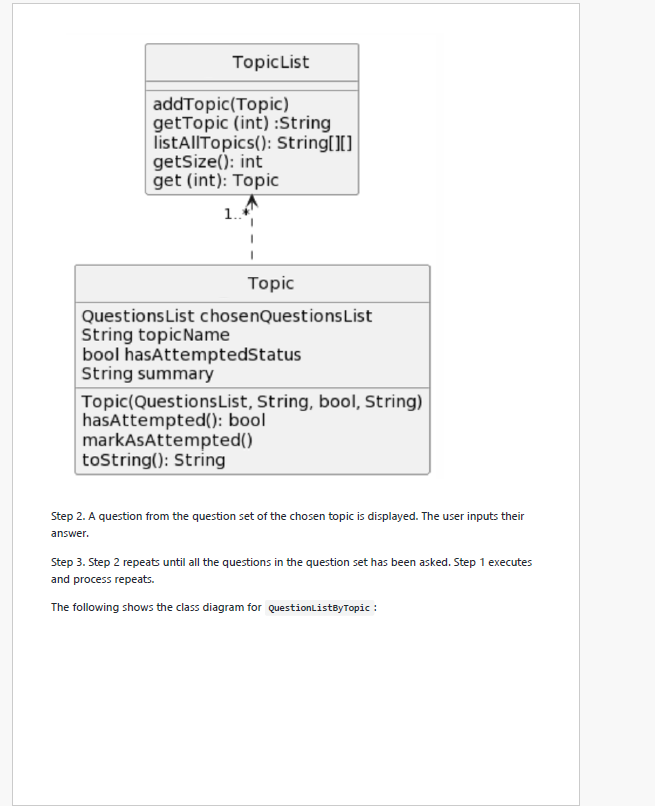 TopicList
addTopic(Topic)
getTopic (int) :String
listAllTopics(): String[][]
getSize(): int
get (int): Topic
1..*
Topic
QuestionsList chosenQuestionsList
String topicName
bool hasAttemptedStatus
String summary
Topic(QuestionsList, String, bool, String)
hasAttempted(): bool
markAsAttempted()
toString(): String
Step 2. A question from the question set of the chosen topic is displayed. The user inputs their
answer.
Step 3. Step 2 repeats until all the questions in the question set has been asked. Step 1 executes
and process repeats.
The following shows the class diagram for QuestionListByTopic :